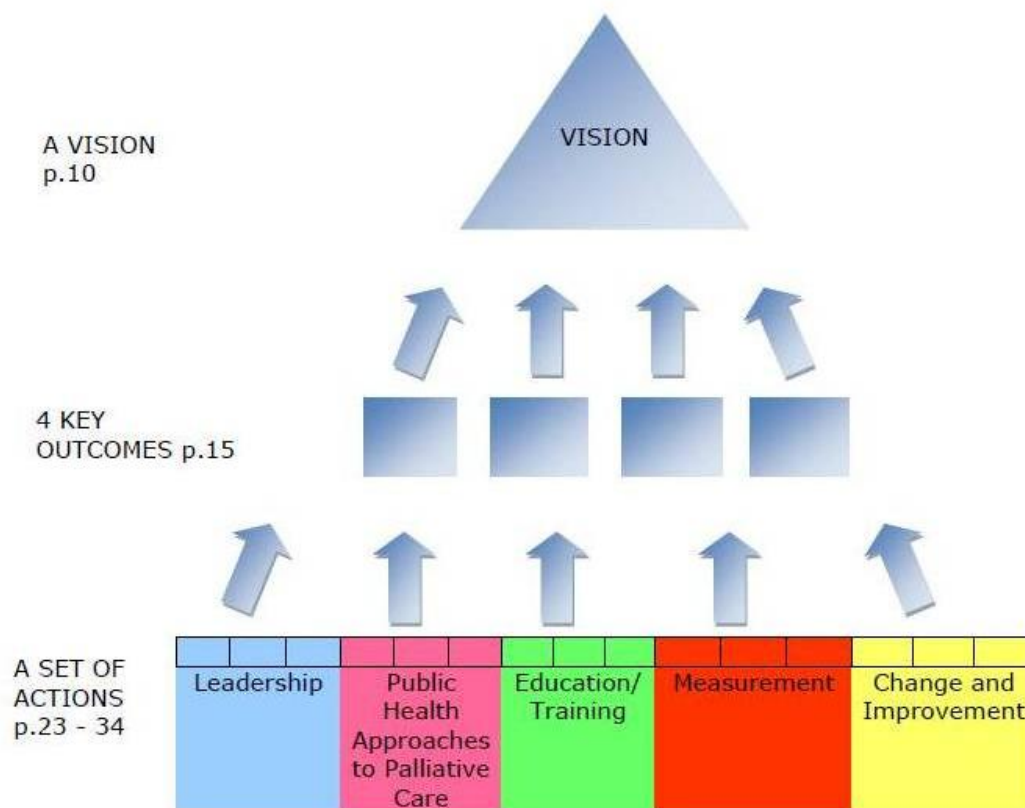 A VISION
p.10
VISION
4 KEY
OUTCOMES p.15
A SET OF
ACTIONS
p.23 - 34
Leadership
Public
Health
Approaches
to Palliative
Care
Education/
Training
Measurement
Change and
Improvement